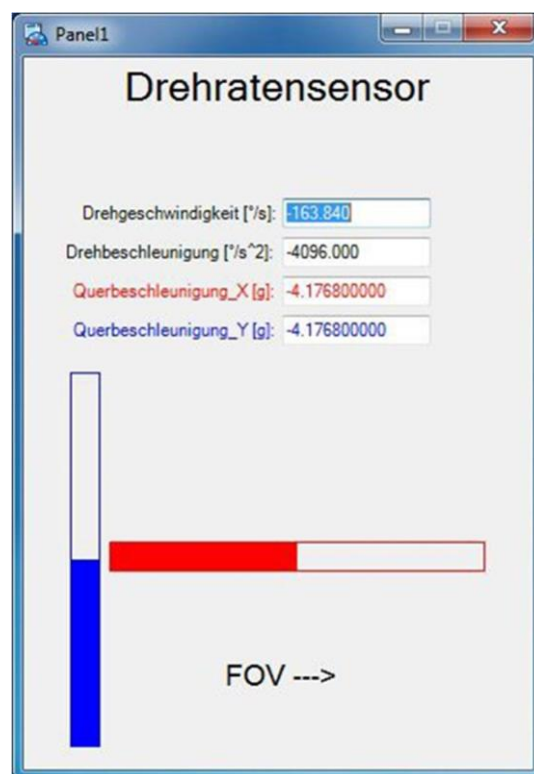 Panel1
Drehratensensor
Drehgeschwindigkeit [°/s]: -163.840
Drehbeschleunigung [°/s^2]: -4096.000
Querbeschleunigung_X [g]: -4.176800000
Querbeschleunigung_Y [g]: -4.176800000
FOV --->